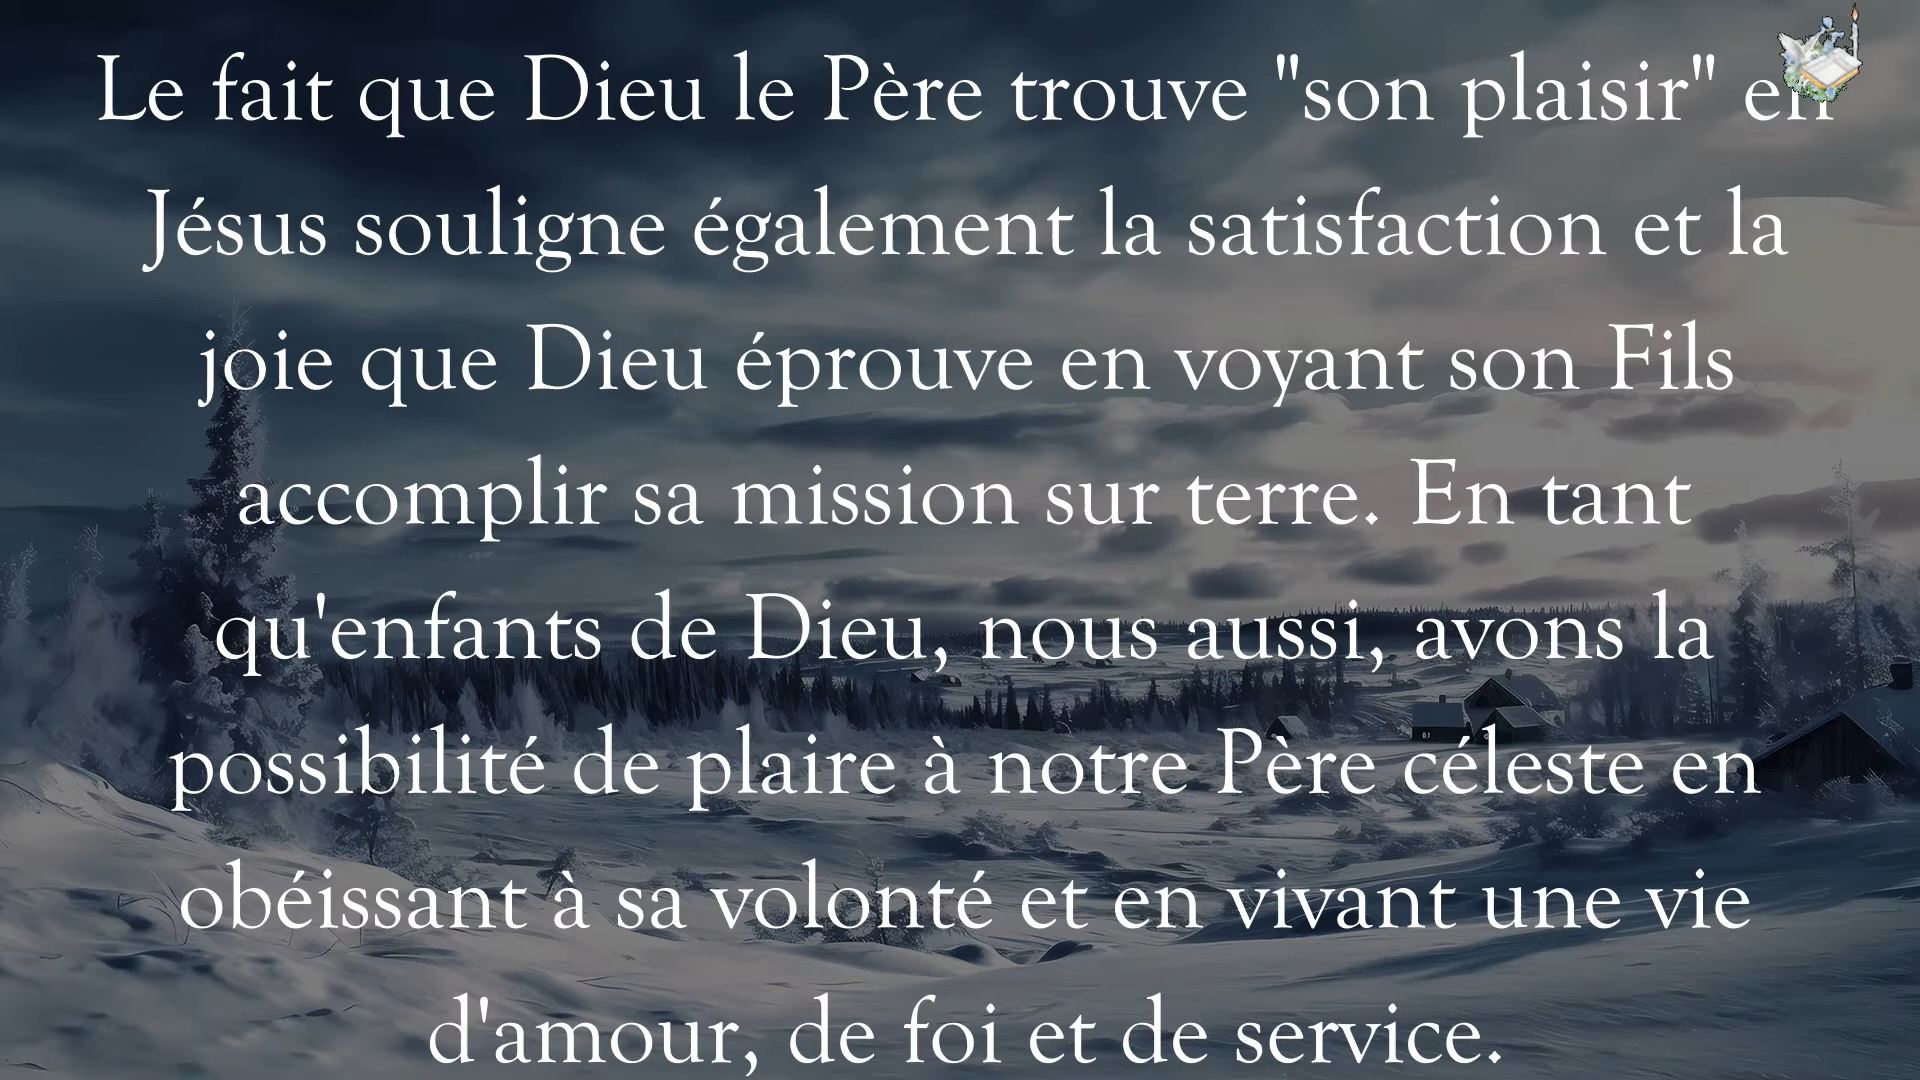 Le fait que Dieu le Père trouve "son plaisir" en
Jésus souligne également la satisfaction et la
joie que Dieu éprouve en voyant son Fils
accomplir sa mission sur terre. En tant
qu'enfants de Dieu, nous aussi, avons la
possibilité de plaire à notre Père céleste en
obéissant à sa volonté et en vivant une vie
d'amour, de foi et de service.